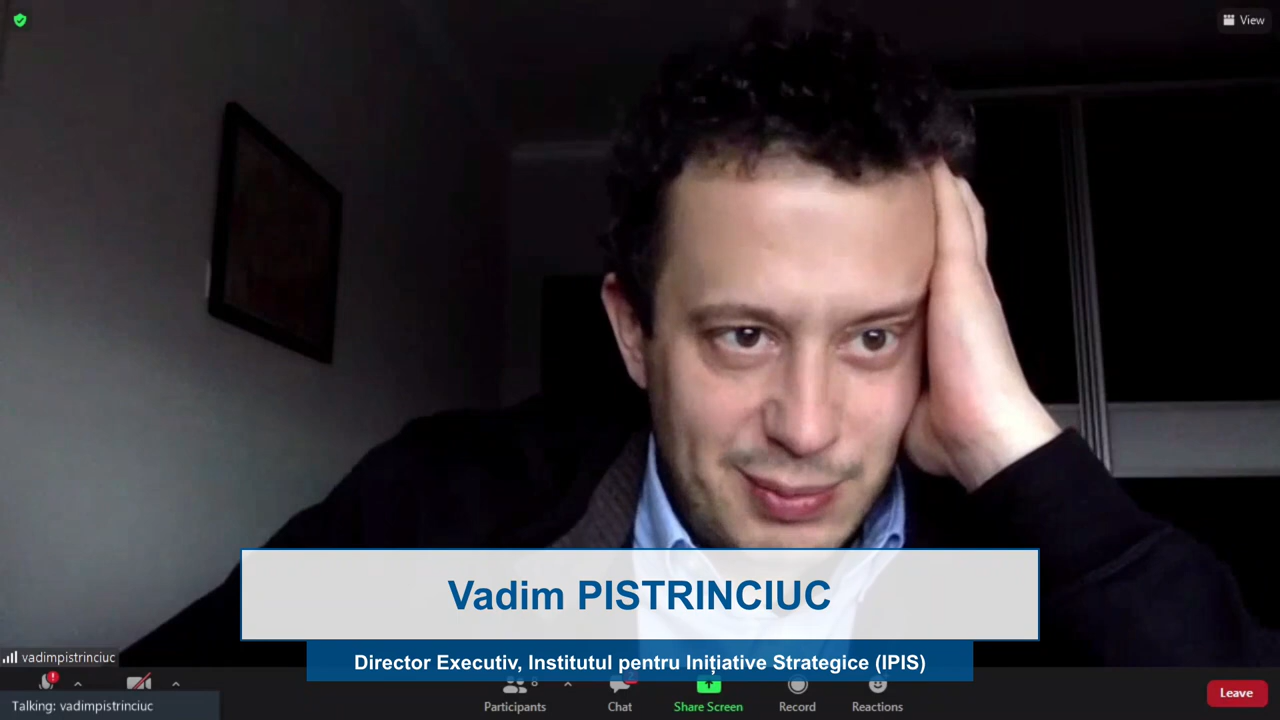 View
Vadim PISTRINCIUC
vadimpistrinciuc
Director Executiv, Institutul pentru Inițiative Strategice (IPIS)
8
Talking: vadimpistrinciuc
Participants
Chat
Share Screen
Record
Reactions
Leave